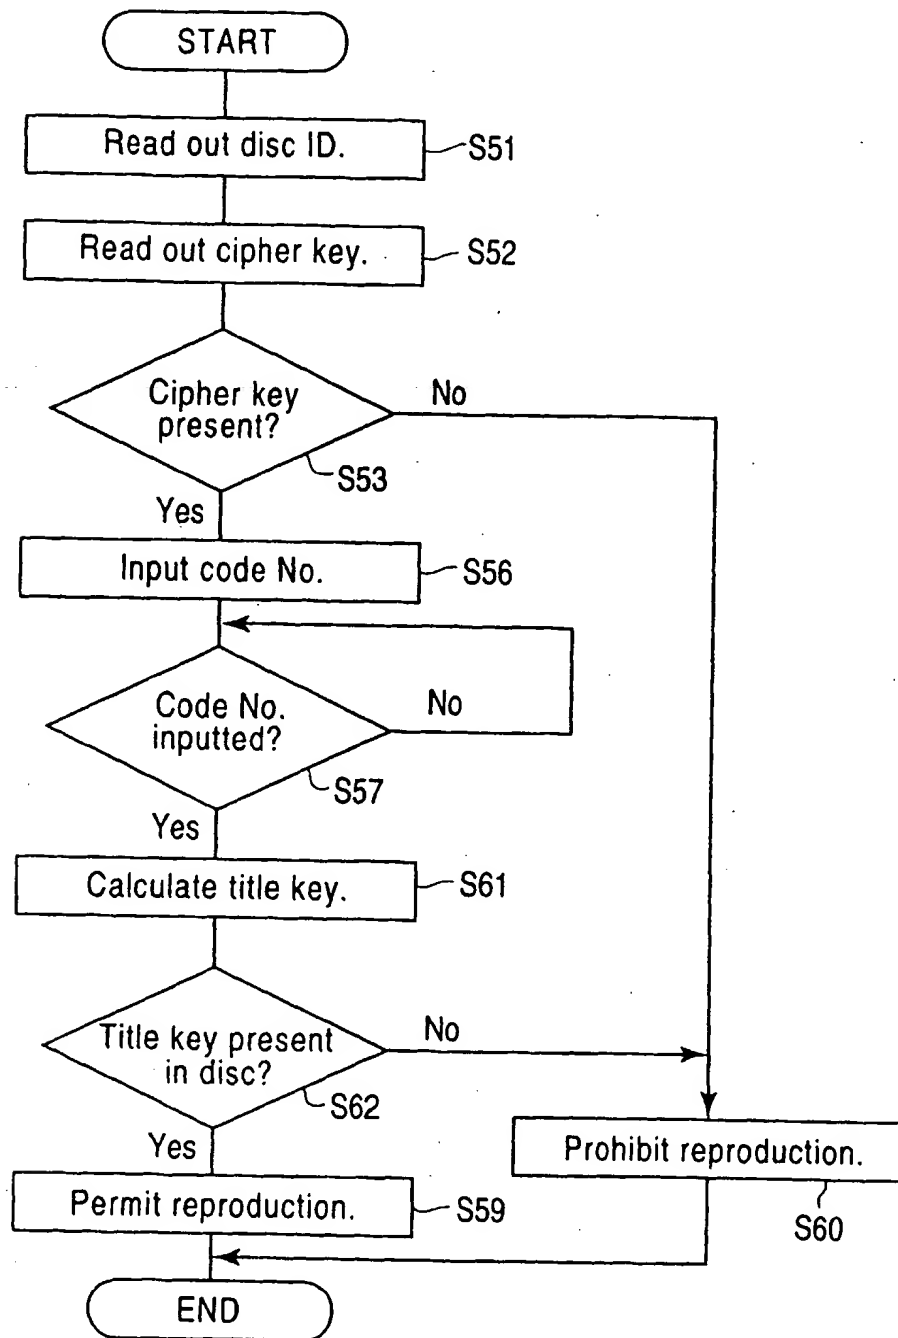 START
Read out disc ID.
S51
Read out cipher key.
S52
Cipher key
present?
No
S53
Yes
Input code No.
S56
Code No.
inputted?
No
S57
Yes
Calculate title key.
S61
Title key present
in disc?
No
S62
Yes
Prohibit reproduction.
S60
Permit reproduction.
S59
END